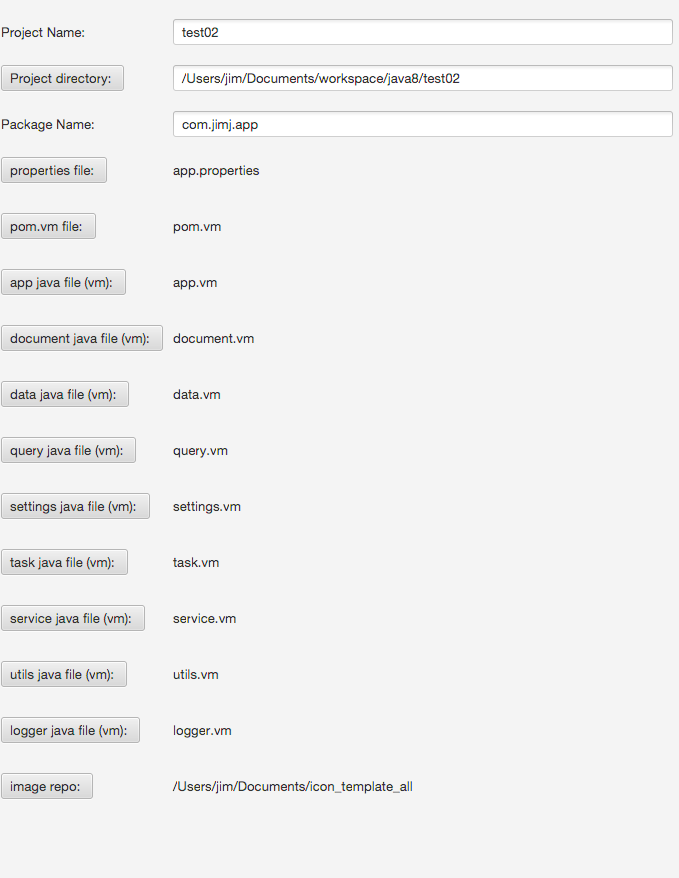 Project Name: test02
Project directory: /Users/jim/Documents/workspace/java8/test02
Package Name: com.jimj.app
properties file: app.properties
pom.vm file: pom.vm
app java file (vm): app.vm
document java file (vm): document.vm
data java file (vm): data.vm
query java file (vm): query.vm
settings java file (vm): settings.vm
task java file (vm): task.vm
service java file (vm): service.vm
utils java file (vm): utils.vm
logger java file (vm): logger.vm
image repo: /Users/jim/Documents/icon_template_all